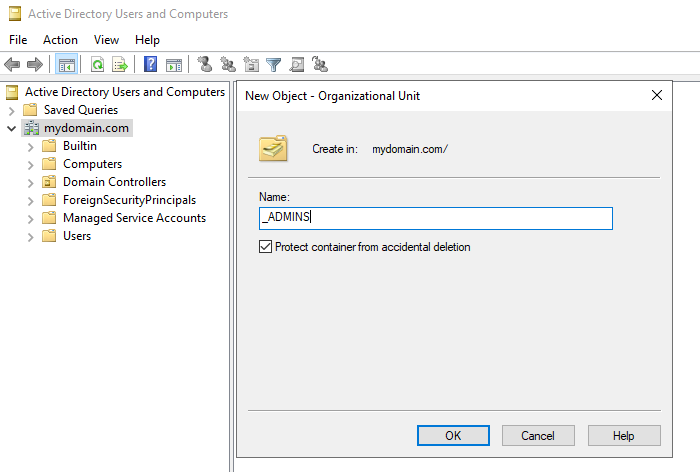 Active Directory Users and Computers
File Action View Help
Active Directory Users and Computers
Saved Queries
mydomain.com
Builtin
Computers
Domain Controllers
ForeignSecurityPrincipals
Managed Service Accounts
Users
New Object - Organizational Unit
Create in: mydomain.com/
Name:
_ADMINS
Protect container from accidental deletion
OK Cancel Help